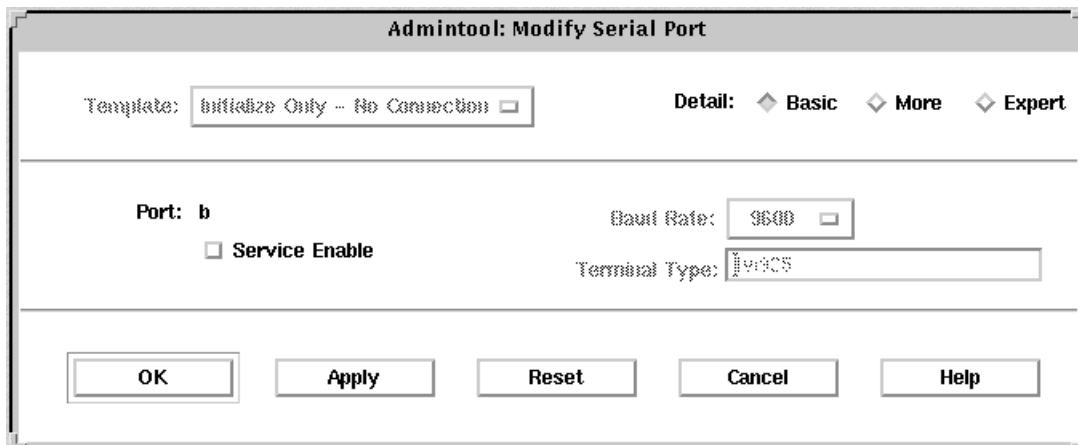 Admintool: Modify Serial Port
Template: Initialize Only – No Connection Detail: Basic More Expert
Port: b
Baud Rate: 9600
Service Enable
Terminal Type: tvi925
OK Apply Reset Cancel Help